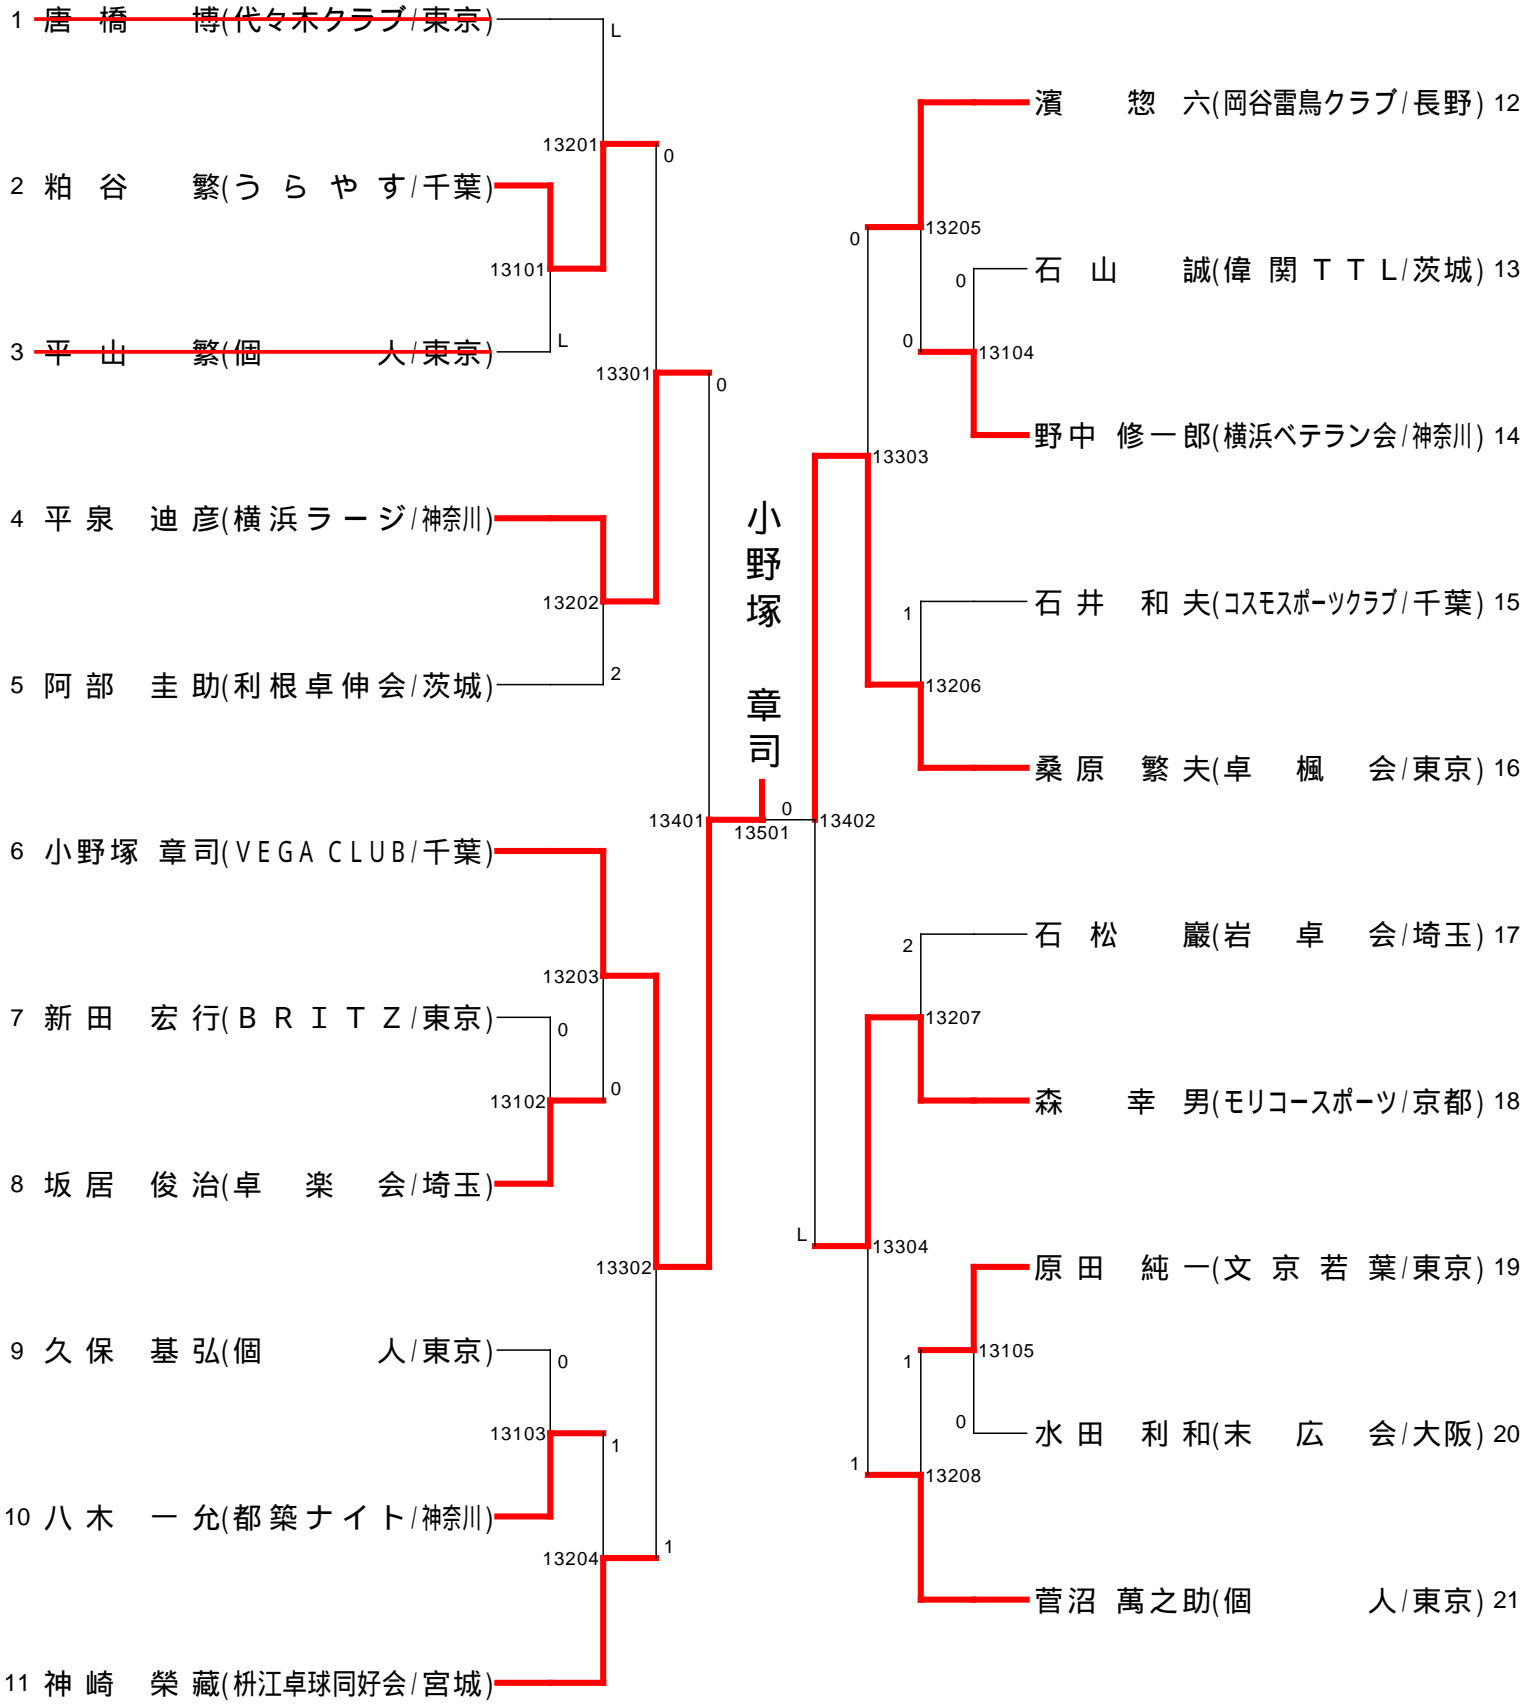 1 唐橋 博(代々木クラブ/東京)
L
13201
0
2 粕谷 繁(うらやす/千葉)
13101
L
3 平山 繁(個 人/東京)
13301
0
4 平泉 迪彦(横浜ラージ/神奈川)
13202
2
5 阿部 圭助(利根卓伸会/茨城)
13401
6 小野塚 章司(VEGA CLUB/千葉)
13203
7 新田 宏行(BRITZ/東京)
0
13102
0
8 坂居 俊治(卓楽会/埼玉)
13302
9 久保 基弘(個 人/東京)
0
13103
1
10 八木 一允(都築ナイト/神奈川)
13204
1
11 神崎 榮藏(枡江卓球同好会/宮城)
小野塚 章司
13501
0
濱 惣六(岡谷雷鳥クラブ/長野) 12
13205
0
石山 誠(偉関TTL/茨城) 13
0
0
13104
野中 修一郎(横浜ベテラン会/神奈川) 14
13303
石井 和夫(コスモスポーツクラブ/千葉) 15
1
13206
桑原 繁夫(卓楓会/東京) 16
13402
石松 巖(岩卓会/埼玉) 17
2
13207
森 幸男(モリコースポーツ/京都) 18
L
13304
原田 純一(文京若葉/東京) 19
13105
1
0
水田 利和(末広会/大阪) 20
1
13208
菅沼 萬之助(個 人/東京) 21